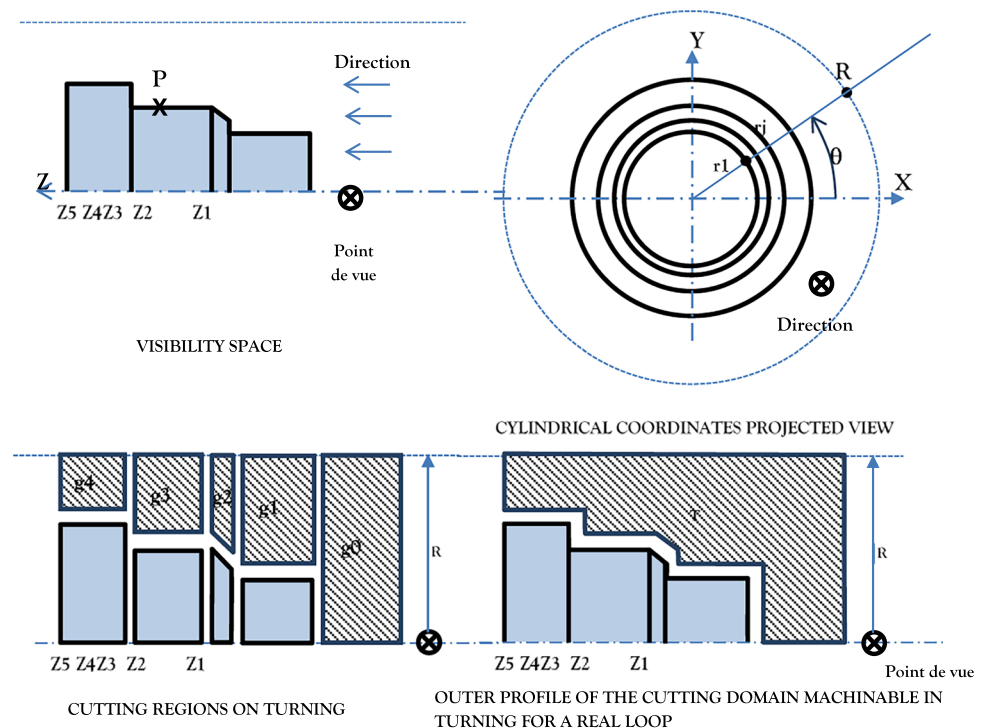 Direction
P
X
Z
Z5 Z4Z3 Z2 Z1
Point
de vue
VISIBILITY SPACE
Y
R
rj
r1
θ
X
Direction
CYLINDRICAL COORDINATES PROJECTED VIEW
g4
g3
g2
g1
g0
R
Z5 Z4Z3 Z2 Z1
CUTTING REGIONS ON TURNING
T
R
Z5 Z4Z3 Z2 Z1
Point de vue
OUTER PROFILE OF THE CUTTING DOMAIN MACHINABLE IN
TURNING FOR A REAL LOOP